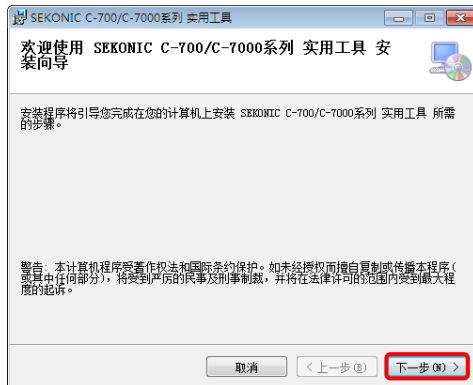 SEKONIC C-700/C-7000系列 实用工具
欢迎使用 SEKONIC C-700/C-7000系列 实用工具 安
装向导
安装程序将引导您完成在您的计算机上安装 SEKONIC C-700/C-7000系列 实用工具 所需
的步骤。
警告: 本计算机程序受著作权法和国际条约保护。如未经授权而擅自复制或传播本程序(
或其中任何部分)，将受到严厉的民事及刑事制裁，并将在法律许可的范围内受到最大程
度的起诉。
取消 < 上一步(B) 下一步(N) >